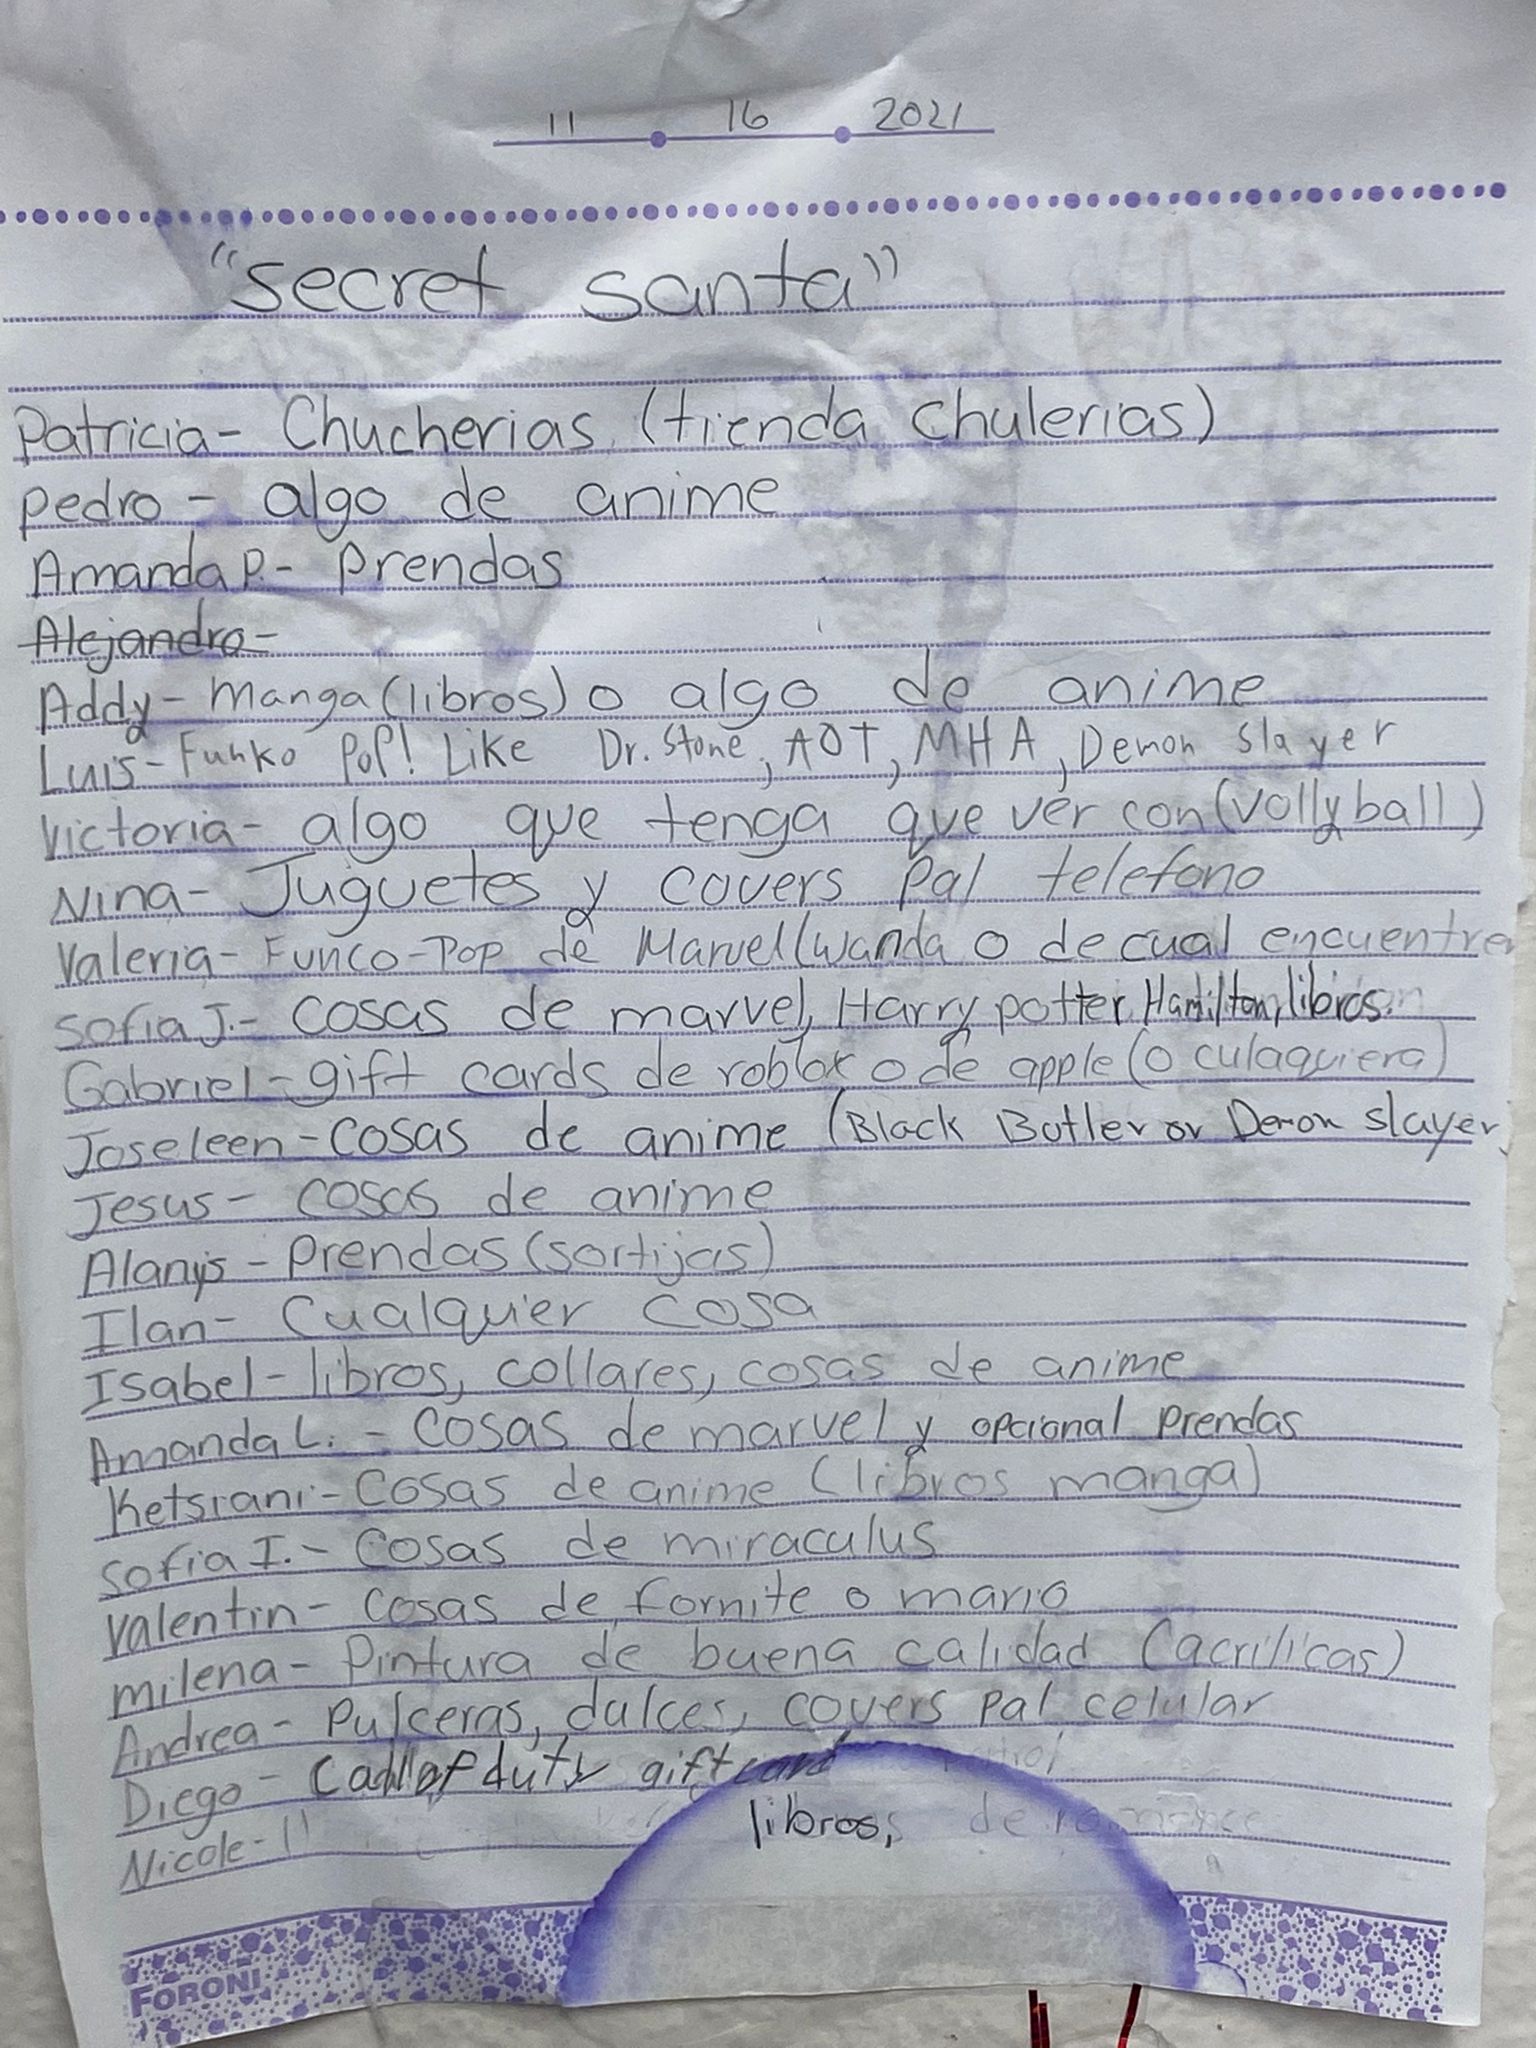 11 16 2021
"secret santa"
Patricia- Chucherias (tienda chulerias)
Pedro - algo de anime
Amanda P.- Prendas
Alejandro-
Addy- manga (libros) o algo de anime
Luis- Funko Pop! Like Dr. Stone, AOT, MHA, Demon Slayer
Victoria- algo que tenga que ver con (vollyball)
Nina- Juguetes y covers pal telefono
Valeria- Funco-Pop de Marvel (wanda o de cual encuentre
Sofia J.- cosas de marvel, Harry potter, Hamilton, libros.
Gabriel- gift cards de roblox o de apple (o culaquiera)
Joseleen- cosas de anime (Black Butler or Demon slayer
Jesus- cosas de anime
Alanys- Prendas (sortijas)
Ilan- Cualquier cosa
Isabel- libros, collares, cosas de anime
Amanda L.- cosas de marvel y opcional prendas
Ketsiani- cosas de anime (libros manga)
Sofia I.- cosas de miraculus
Valentin- cosas de fornite o mario
milena- Pintura de buena calidad (acrilicas)
Andrea- Pulceras, dulces, covers pal celular
Diego- Call of duty gift card
Nicole- libros, de romance
FORONI